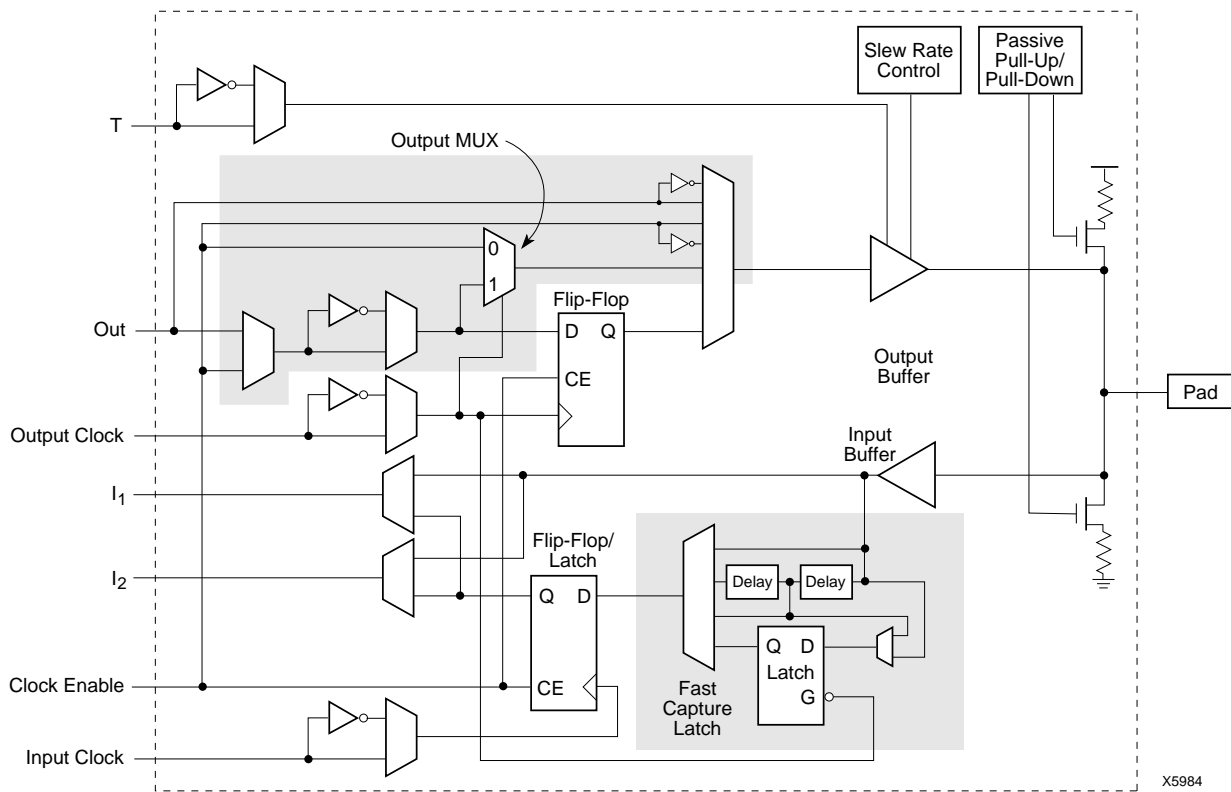 Slew Rate
Control
Passive
Pull-Up/
Pull-Down
T
Output MUX
0
1
Flip-Flop
D Q
CE
Out
Output
Buffer
Pad
Output Clock
Input
Buffer
I1
Flip-Flop/
Latch
I2
Delay
Delay
Q D
Q D
Latch
G
Clock Enable
CE
Fast
Capture
Latch
Input Clock
X5984